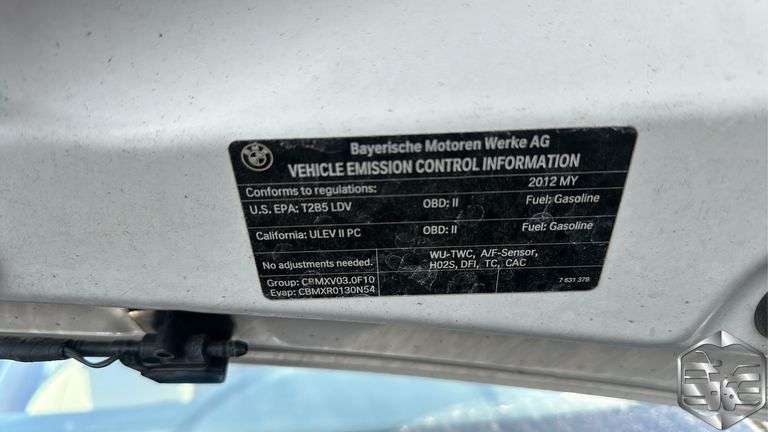 Bayerische Motoren Werke AG
VEHICLE EMISSION CONTROL INFORMATION
Conforms to regulations: 2012 MY
U.S. EPA: T2B5 LDV OBD: II Fuel: Gasoline
California: ULEV II PC OBD: II Fuel: Gasoline
No adjustments needed. WU-TWC, A/F-Sensor,
H02S, DFI, TC, CAC
Group: CBMXV03.0F10
Evap: CBMXR0130N54 7 631 378